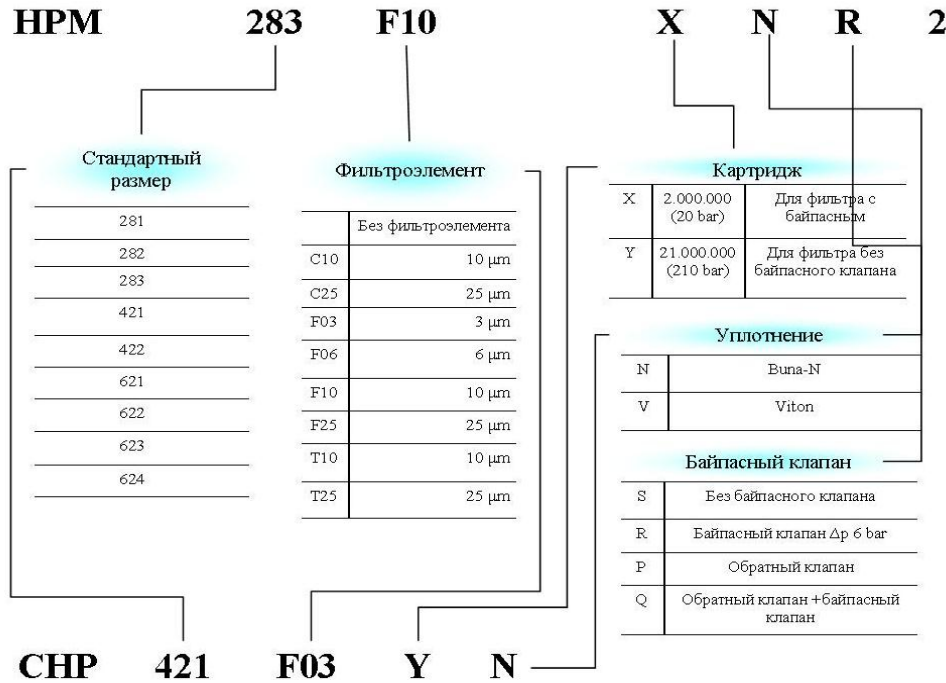 HPM 283 F10 X N R 2
Стандартный
размер
281
282
283
421
422
621
622
623
624
Фильтроэлемент
Без фильтроэлемента
C10 10 μm
C25 25 μm
F03 3 μm
F06 6 μm
F10 10 μm
F25 25 μm
T10 10 μm
T25 25 μm
Картридж
X 2.000.000 (20 bar) Для фильтра с байпасным
Y 21.000.000 (210 bar) Для фильтра без байпасного клапана
Уплотнение
N Buna-N
V Viton
Байпасный клапан
S Без байпасного клапана
R Байпасный клапан Δp 6 bar
P Обратный клапан
Q Обратный клапан +байпасный
клапан
CHP 421 F03 Y N